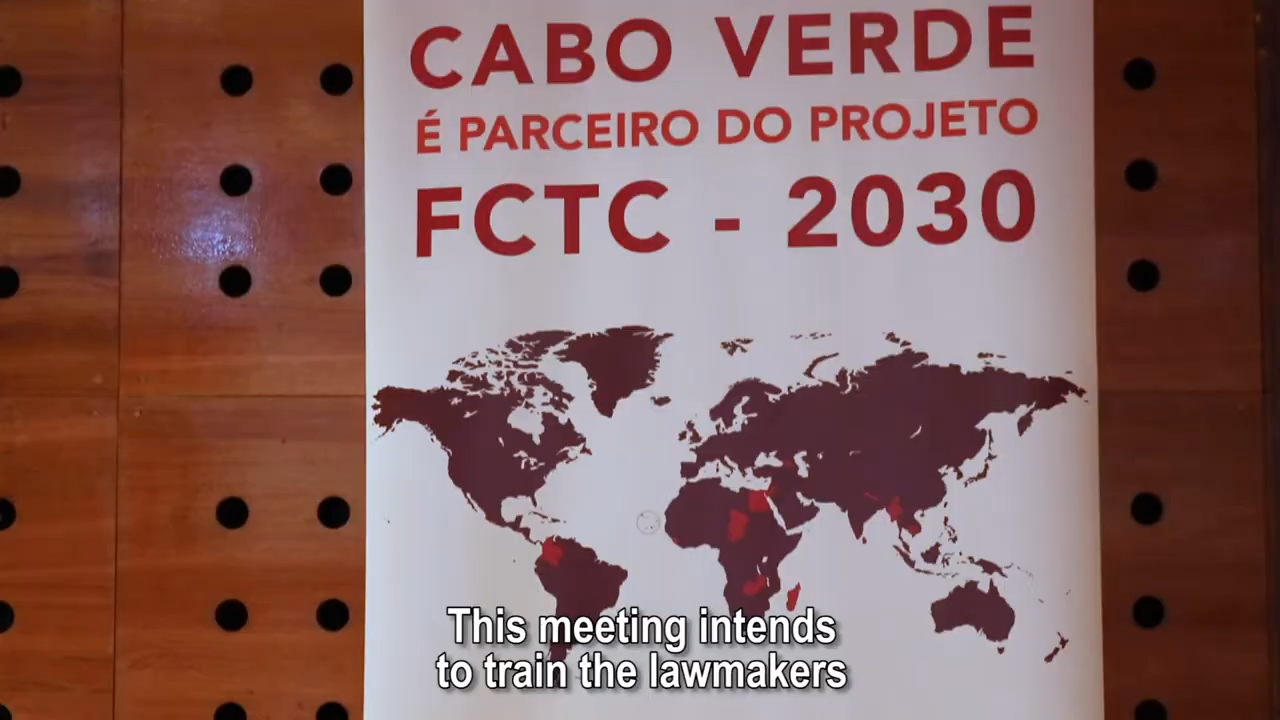 CABO VERDE
É PARCEIRO DO PROJETO
FCTC - 2030
This meeting intends
to train the lawmakers